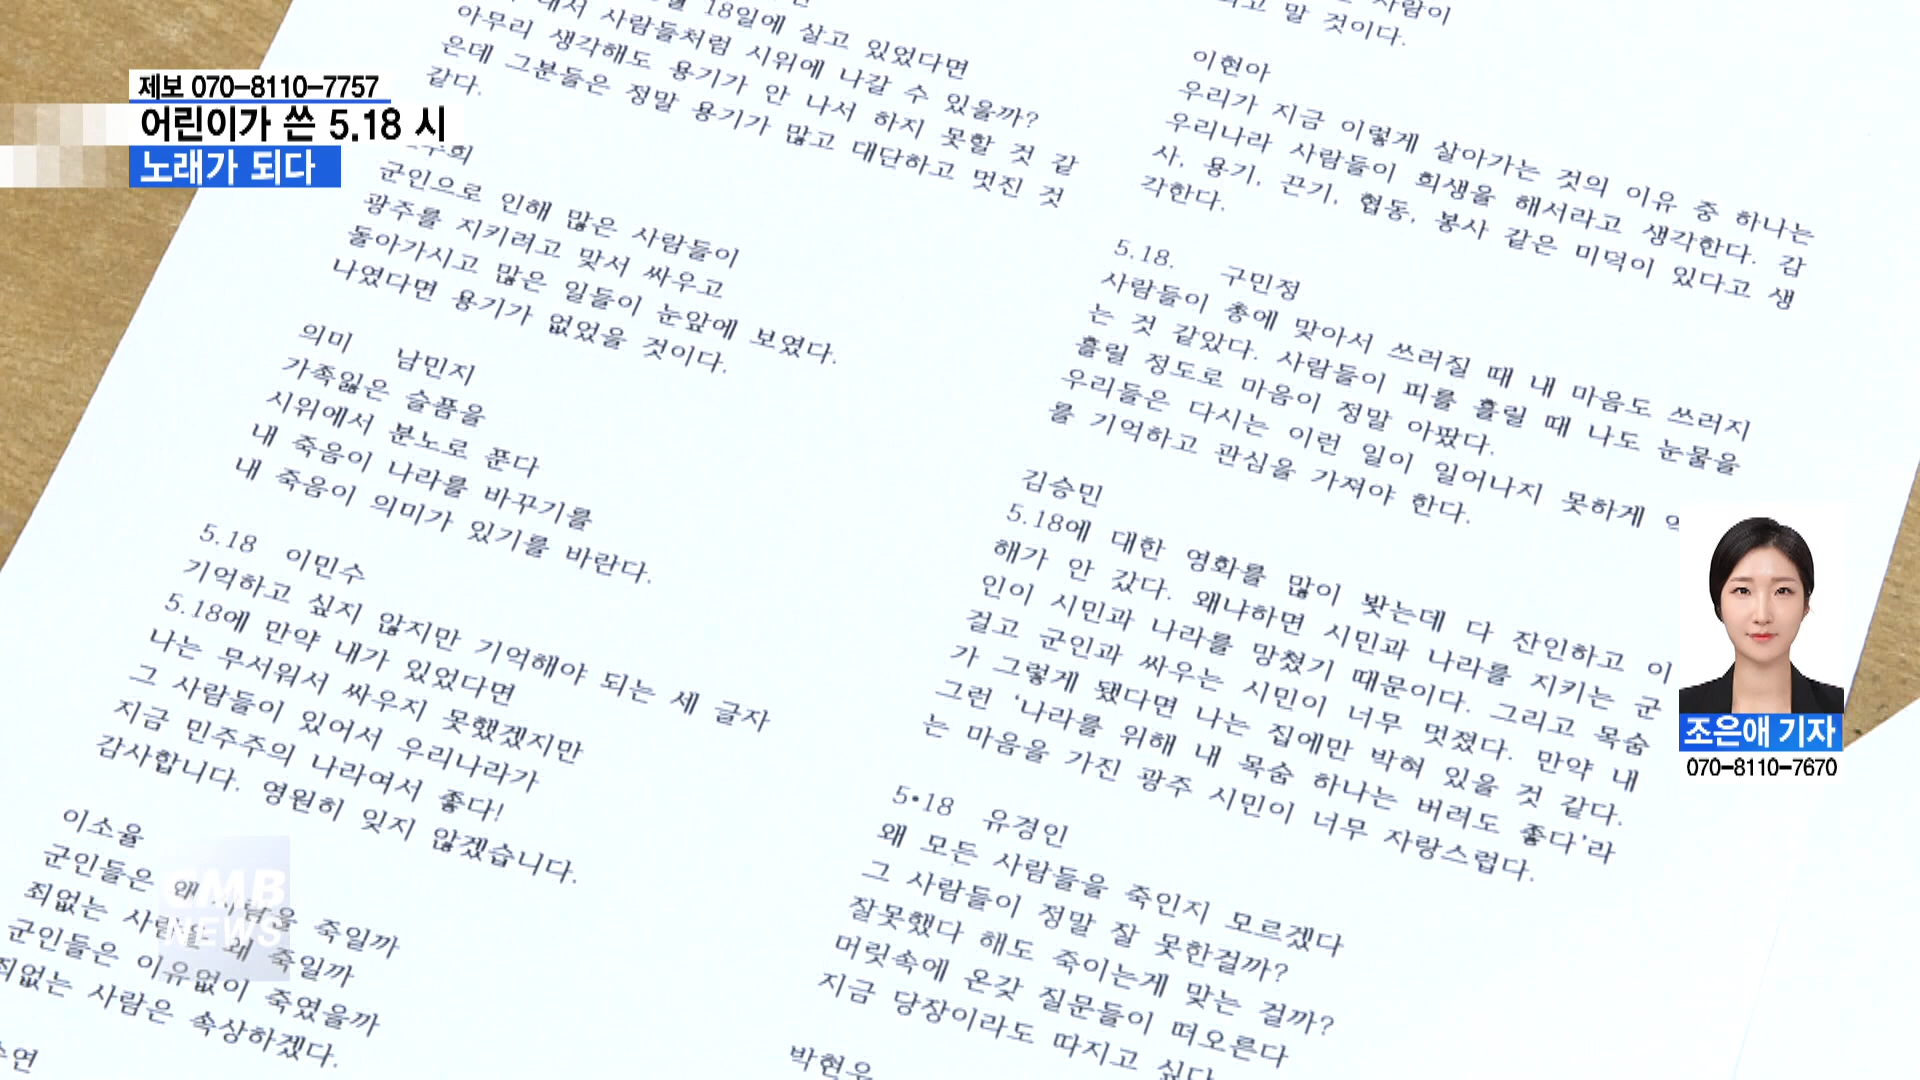 제보 070-8110-7757
어린이가 쓴 5.18 시
노래가 되다
18일에 살고 있었다면
사람들처럼 시위에 나갈 수 있을까?
아무리 생각해도 용기가 안 나서 하지 못할 것 같
은데 그분들은 정말 용기가 많고 대단하고 멋진 것
같다.
군인으로 인해 많은 사람들이
광주를 지키려고 맞서 싸우고
돌아가시고 많은 일들이 눈앞에 보였다.
나였다면 용기가 없었을 것이다.
의미 남민지
가족잃은 슬픔을
시위에서 분노로 푼다
내 죽음이 나라를 바꾸기를
내 죽음이 의미가 있기를 바란다.
5.18 이민수
기억하고 싶지 않지만 기억해야 되는 세 글자
5.18에 만약 내가 있었다면
나는 무서워서 싸우지 못했겠지만
그 사람들이 있어서 우리나라가
지금 민주주의 나라여서 좋다!
감사합니다. 영원히 잊지 않겠습니다.
이소율
군인들은 왜 사람을 죽일까
죄없는 사람을 왜 죽일까
군인들은 이유없이 죽였을까
죄없는 사람은 속상하겠다.
사람이
말 것이다.
이현아
우리가 지금 이렇게 살아가는 것의 이유 중 하나는
우리나라 사람들이 희생을 해서라고 생각한다. 감
사, 용기, 끈기, 협동, 봉사 같은 미덕이 있다고 생
각한다.
5.18. 구민정
사람들이 총에 맞아서 쓰러질 때 내 마음도 쓰러지
는 것 같았다. 사람들이 피를 흘릴 때 나도 눈물을
흘릴 정도로 마음이 정말 아팠다.
우리들은 다시는 이런 일이 일어나지 못하게
를 기억하고 관심을 가져야 한다.
김승민
5.18에 대한 영화를 많이 봤는데 다 잔인하고 이
해가 안 갔다. 왜냐하면 시민과 나라를 지키는 군
인이 시민과 나라를 망쳤기 때문이다. 그리고 목숨
걸고 군인과 싸우는 시민이 너무 멋졌다. 만약 내
가 그렇게 됐다면 나는 집에만 박혀 있을 것 같다.
그런 '나라를 위해 내 목숨 하나는 버려도 좋다'라
는 마음을 가진 광주 시민이 너무 자랑스럽다.
5•18 유경인
왜 모든 사람들을 죽인지 모르겠다
그 사람들이 정말 잘 못한걸까?
잘못했다 해도 죽이는게 맞는 걸까?
머릿속에 온갖 질문들이 떠오른다
지금 당장이라도 따지고 싶다
박현우
조은애 기자
070-8110-7670
CMB
NEWS